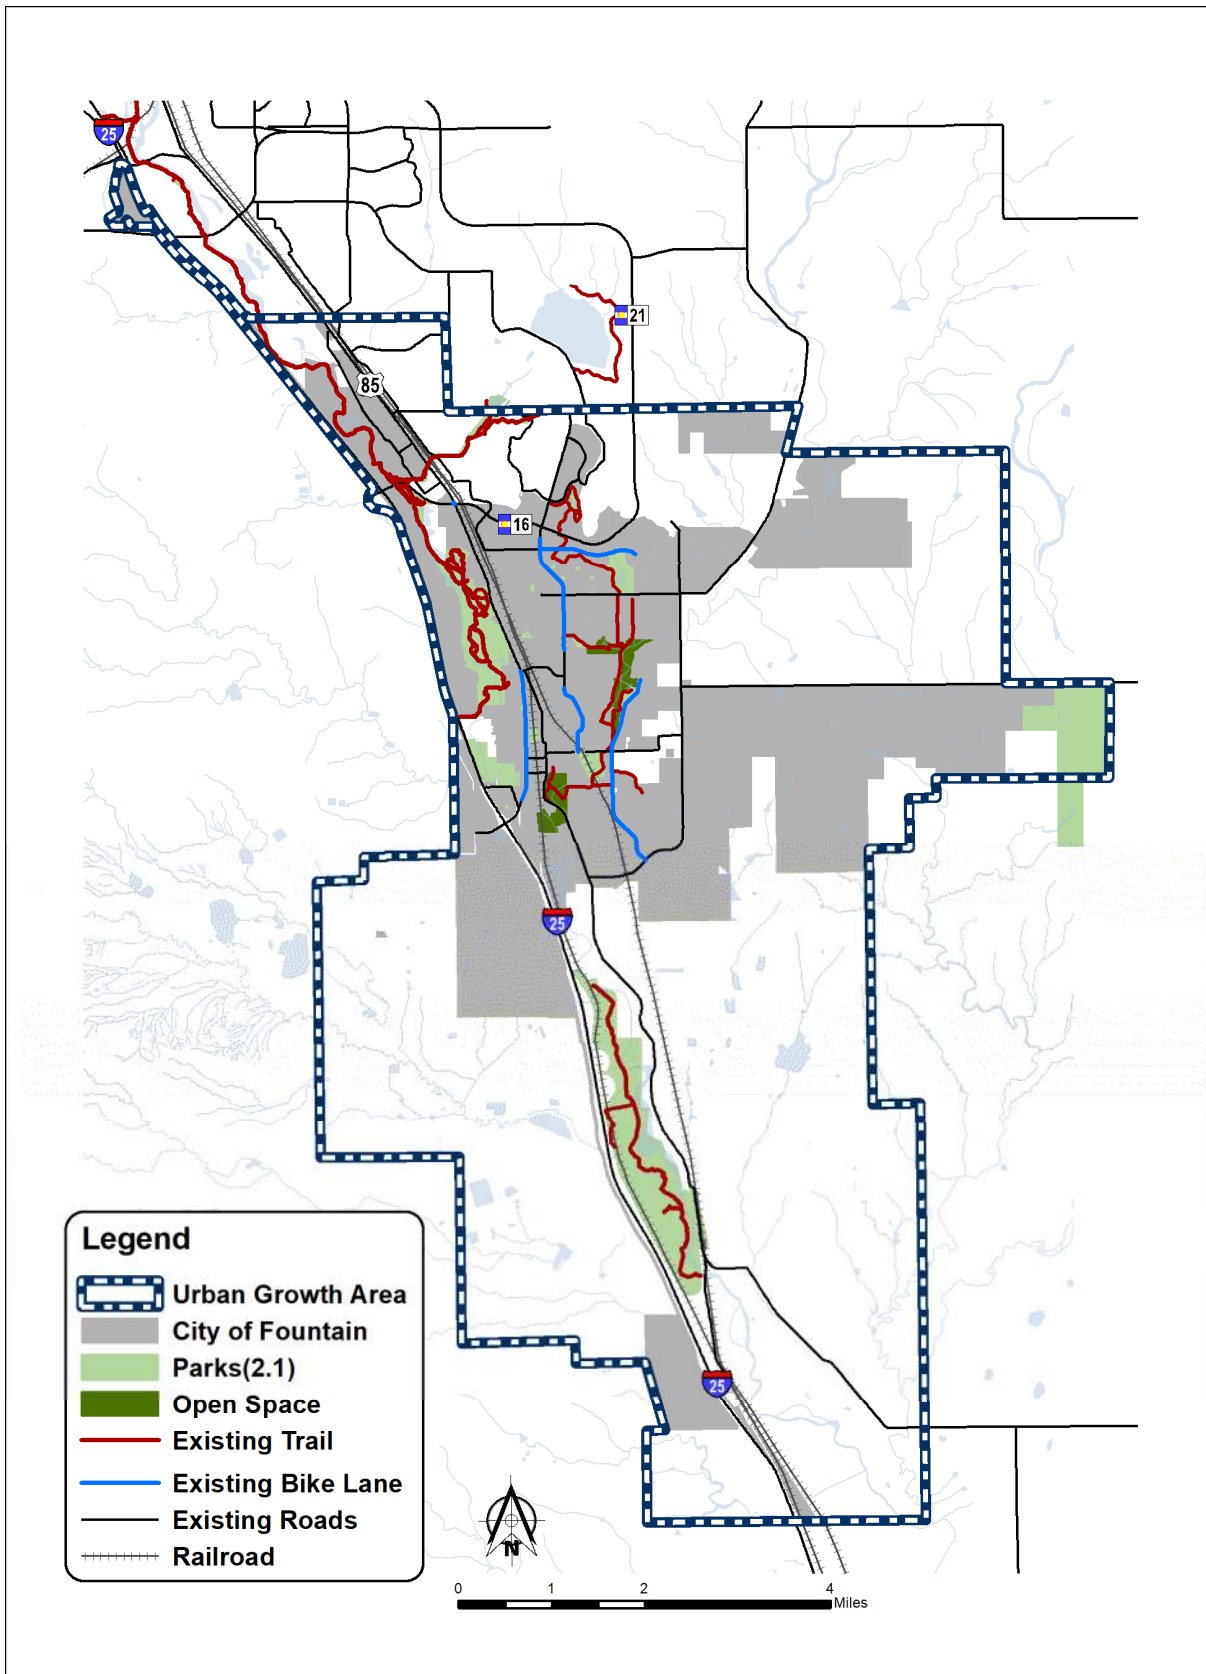 25
21
85
16
25
25
Legend
Urban Growth Area
City of Fountain
Parks(2.1)
Open Space
Existing Trail
Existing Bike Lane
Existing Roads
Railroad
N
0 1 2 4
Miles